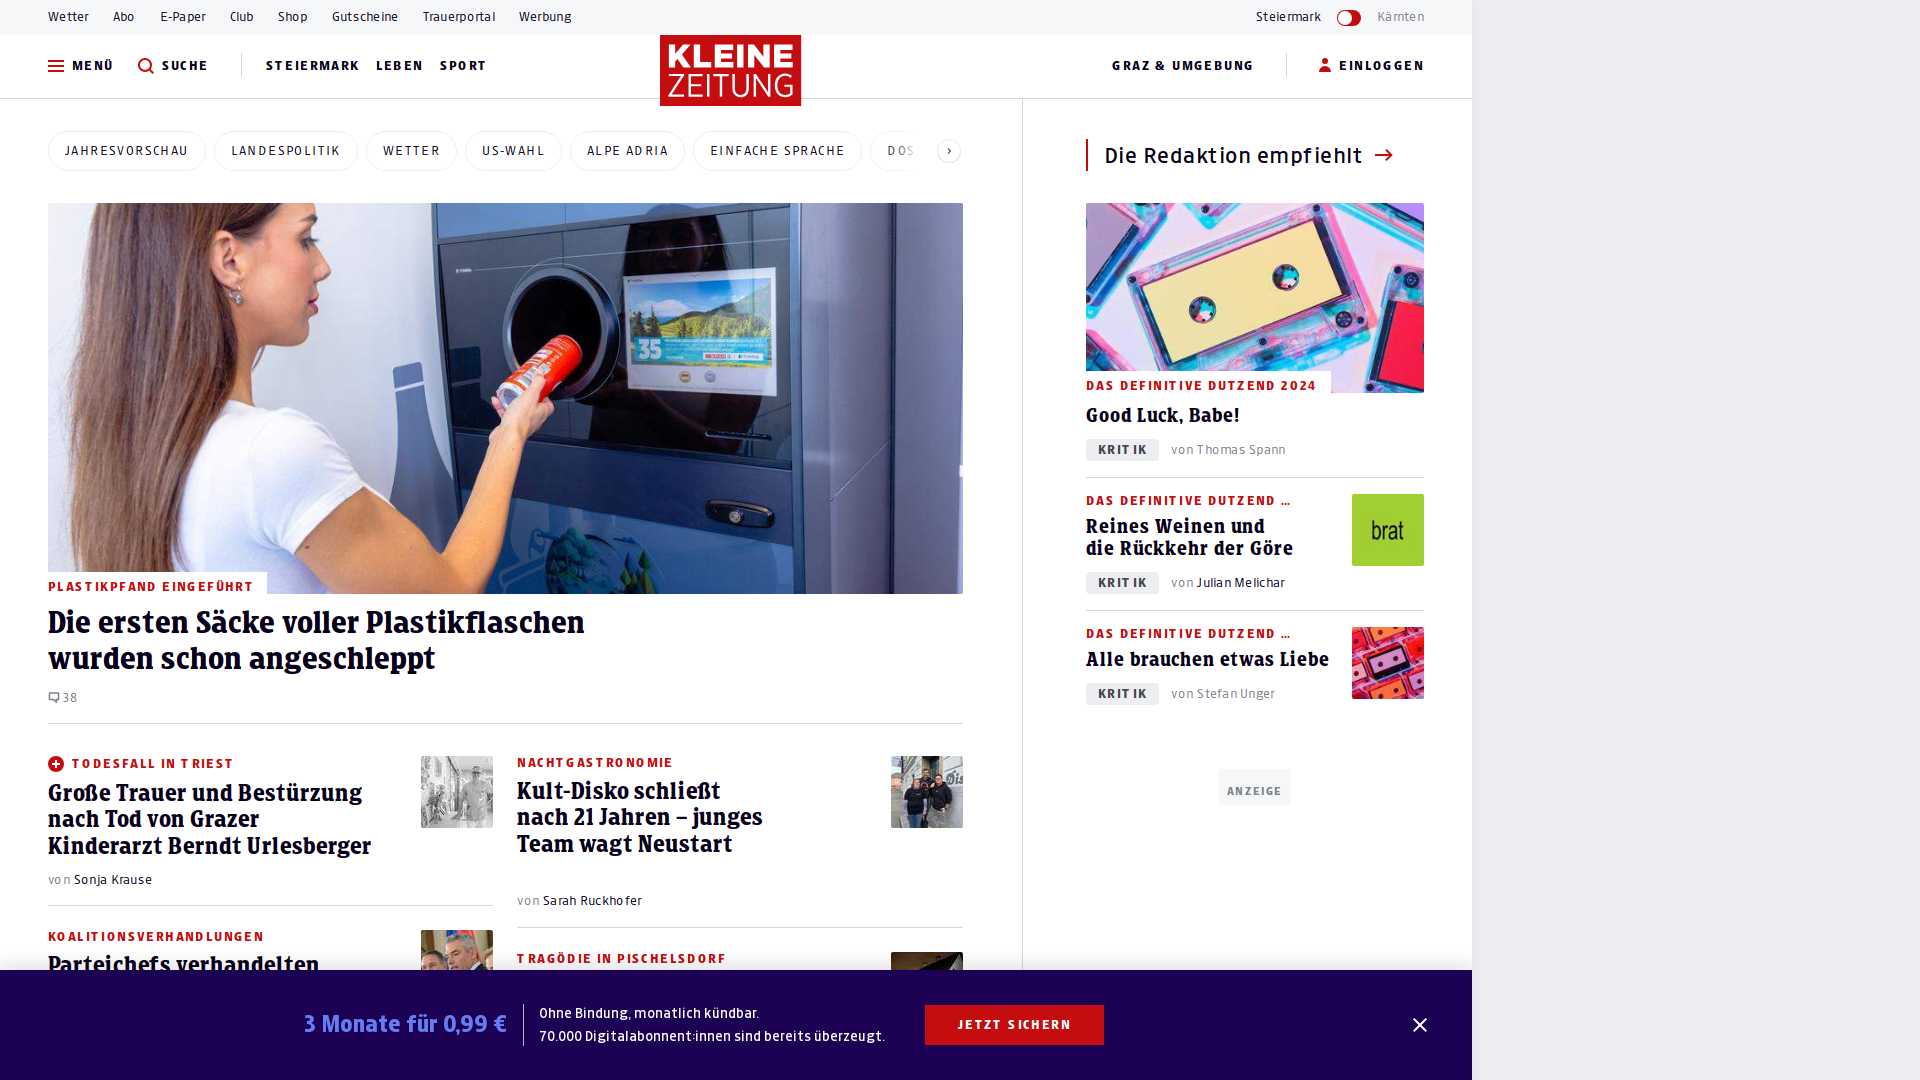 Wetter Abo E-Paper Club Shop Gutscheine Trauerportal Werbung
Steiermark Kärnten
MENÜ SUCHE STEIERMARK LEBEN SPORT
KLEINE
ZEITUNG
GRAZ & UMGEBUNG EINLOGGEN
JAHRESVORSCHAU LANDESPOLITIK WETTER US-WAHL ALPE ADRIA EINFACHE SPRACHE DOS
35
PLASTIKPFAND EINGEFÜHRT
Die ersten Säcke voller Plastikflaschen
wurden schon angeschleppt
38
TODESFALL IN TRIEST
Große Trauer und Bestürzung
nach Tod von Grazer
Kinderarzt Berndt Urlesberger
von Sonja Krause
KOALITIONSVERHANDLUNGEN
Parteichefs verhandelten
NACHTGASTRONOMIE
Kult-Disko schließt
nach 21 Jahren – junges
Team wagt Neustart
von Sarah Ruckhofer
TRAGÖDIE IN PISCHELSDORF
Die Redaktion empfiehlt
DAS DEFINITIVE DUTZEND 2024
Good Luck, Babe!
KRITIK von Thomas Spann
DAS DEFINITIVE DUTZEND ...
Reines Weinen und
die Rückkehr der Göre
KRITIK von Julian Melichar
brat
DAS DEFINITIVE DUTZEND ...
Alle brauchen etwas Liebe
KRITIK von Stefan Unger
ANZEIGE
3 Monate für 0,99 €
Ohne Bindung, monatlich kündbar.
70.000 Digitalabonnent:innen sind bereits überzeugt.
JETZT SICHERN